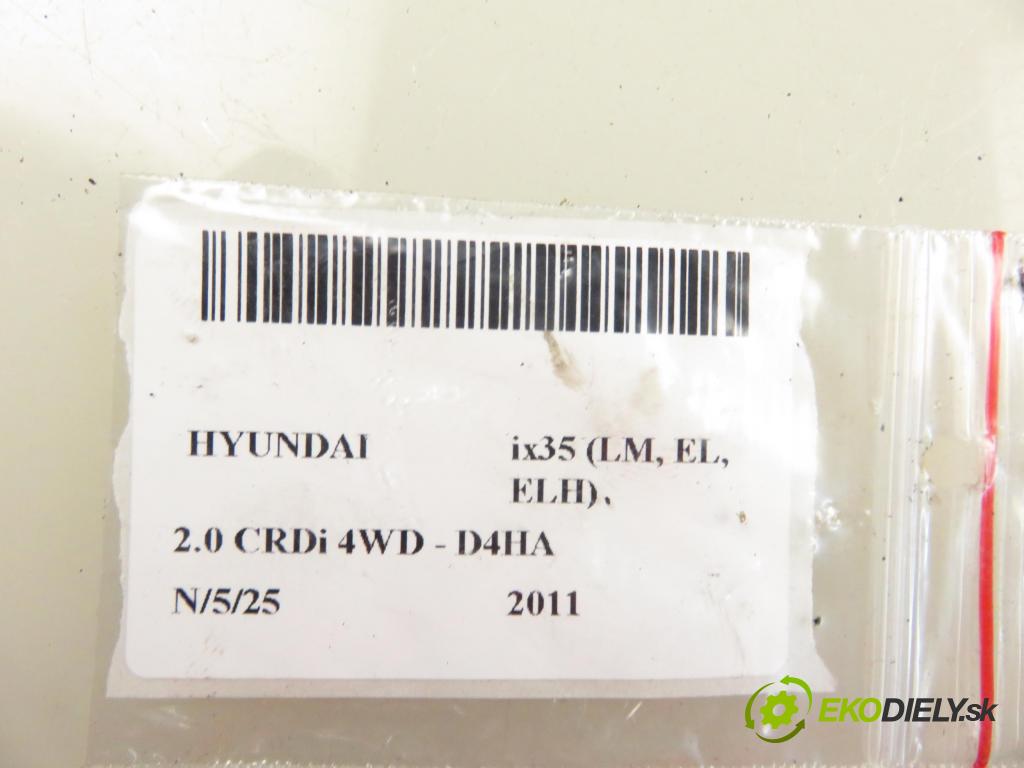 HYUNDAI ix35 (LM, EL,
ELH),
2.0 CRDi 4WD - D4HA
N/5/25 2011
EKODIELY.sk